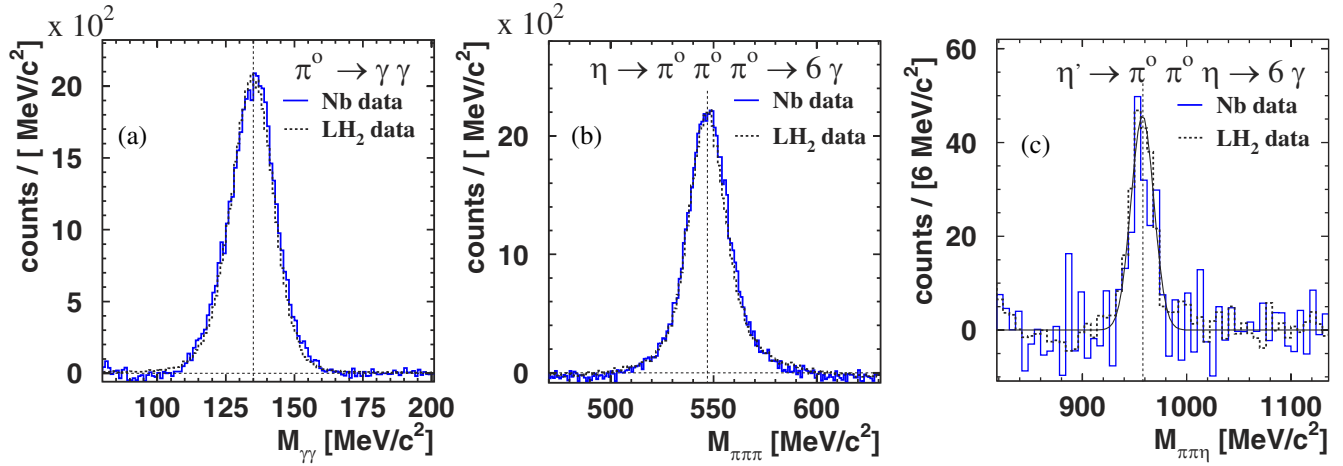 x 10²
counts / [ MeV/c²]
20
15
10
5
0
(a)
π° → γ γ
Nb data
LH₂ data
100 125 150 175 200
M_γγ [MeV/c²]
x 10²
counts / [ MeV/c²]
20
10
0
(b)
η → π° π° π° → 6 γ
Nb data
LH₂ data
500 550 600
M_πππ [MeV/c²]
counts / [6 MeV/c²]
60
40
20
0
(c)
η’ → π° π° η → 6 γ
Nb data
LH₂ data
900 1000 1100
M_ππη [MeV/c²]